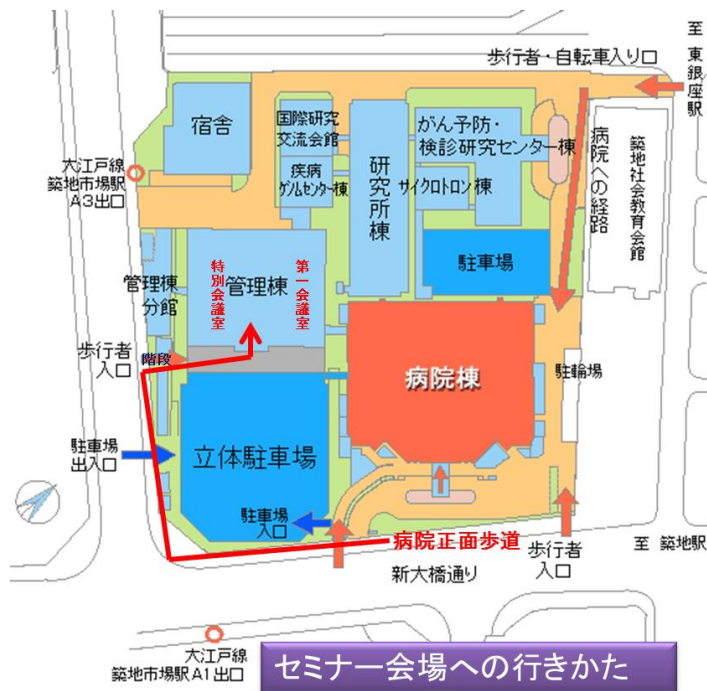 至
東銀座駅
歩行者・自転車入り口
宿舎
国際研究
交流会館
疾病
ゲノムセンター棟
研究所棟
がん予防・
検診研究センター棟
サイクロトロン棟
病院への経路
築地社会教育会館
大江戸線
築地市場駅
A3出口
駐車場
管理棟
分館
特別会議室
管理棟
第一会議室
歩行者
入口
階段
病院棟
駐輪場
駐車場
出入口
立体駐車場
駐車場
入口
病院正面歩道
歩行者
入口
至 築地駅
新大橋通り
大江戸線
築地市場駅A1出口
セミナー会場への行きかた